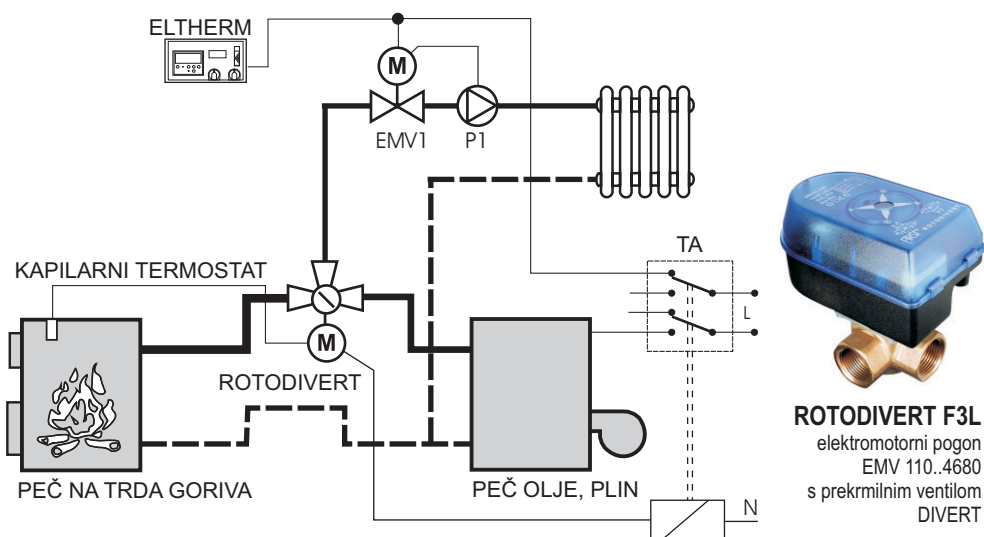 ELTHERM
M
EMV1
P1
TA
KAPILARNI TERMOSTAT
L
M
ROTODIVERT
ROTODIVERT F3L
elektromotorni pogon
EMV 110..4680
s prekrmilnim ventilom
DIVERT
PEČ NA TRDA GORIVA
PEČ OLJE, PLIN
N